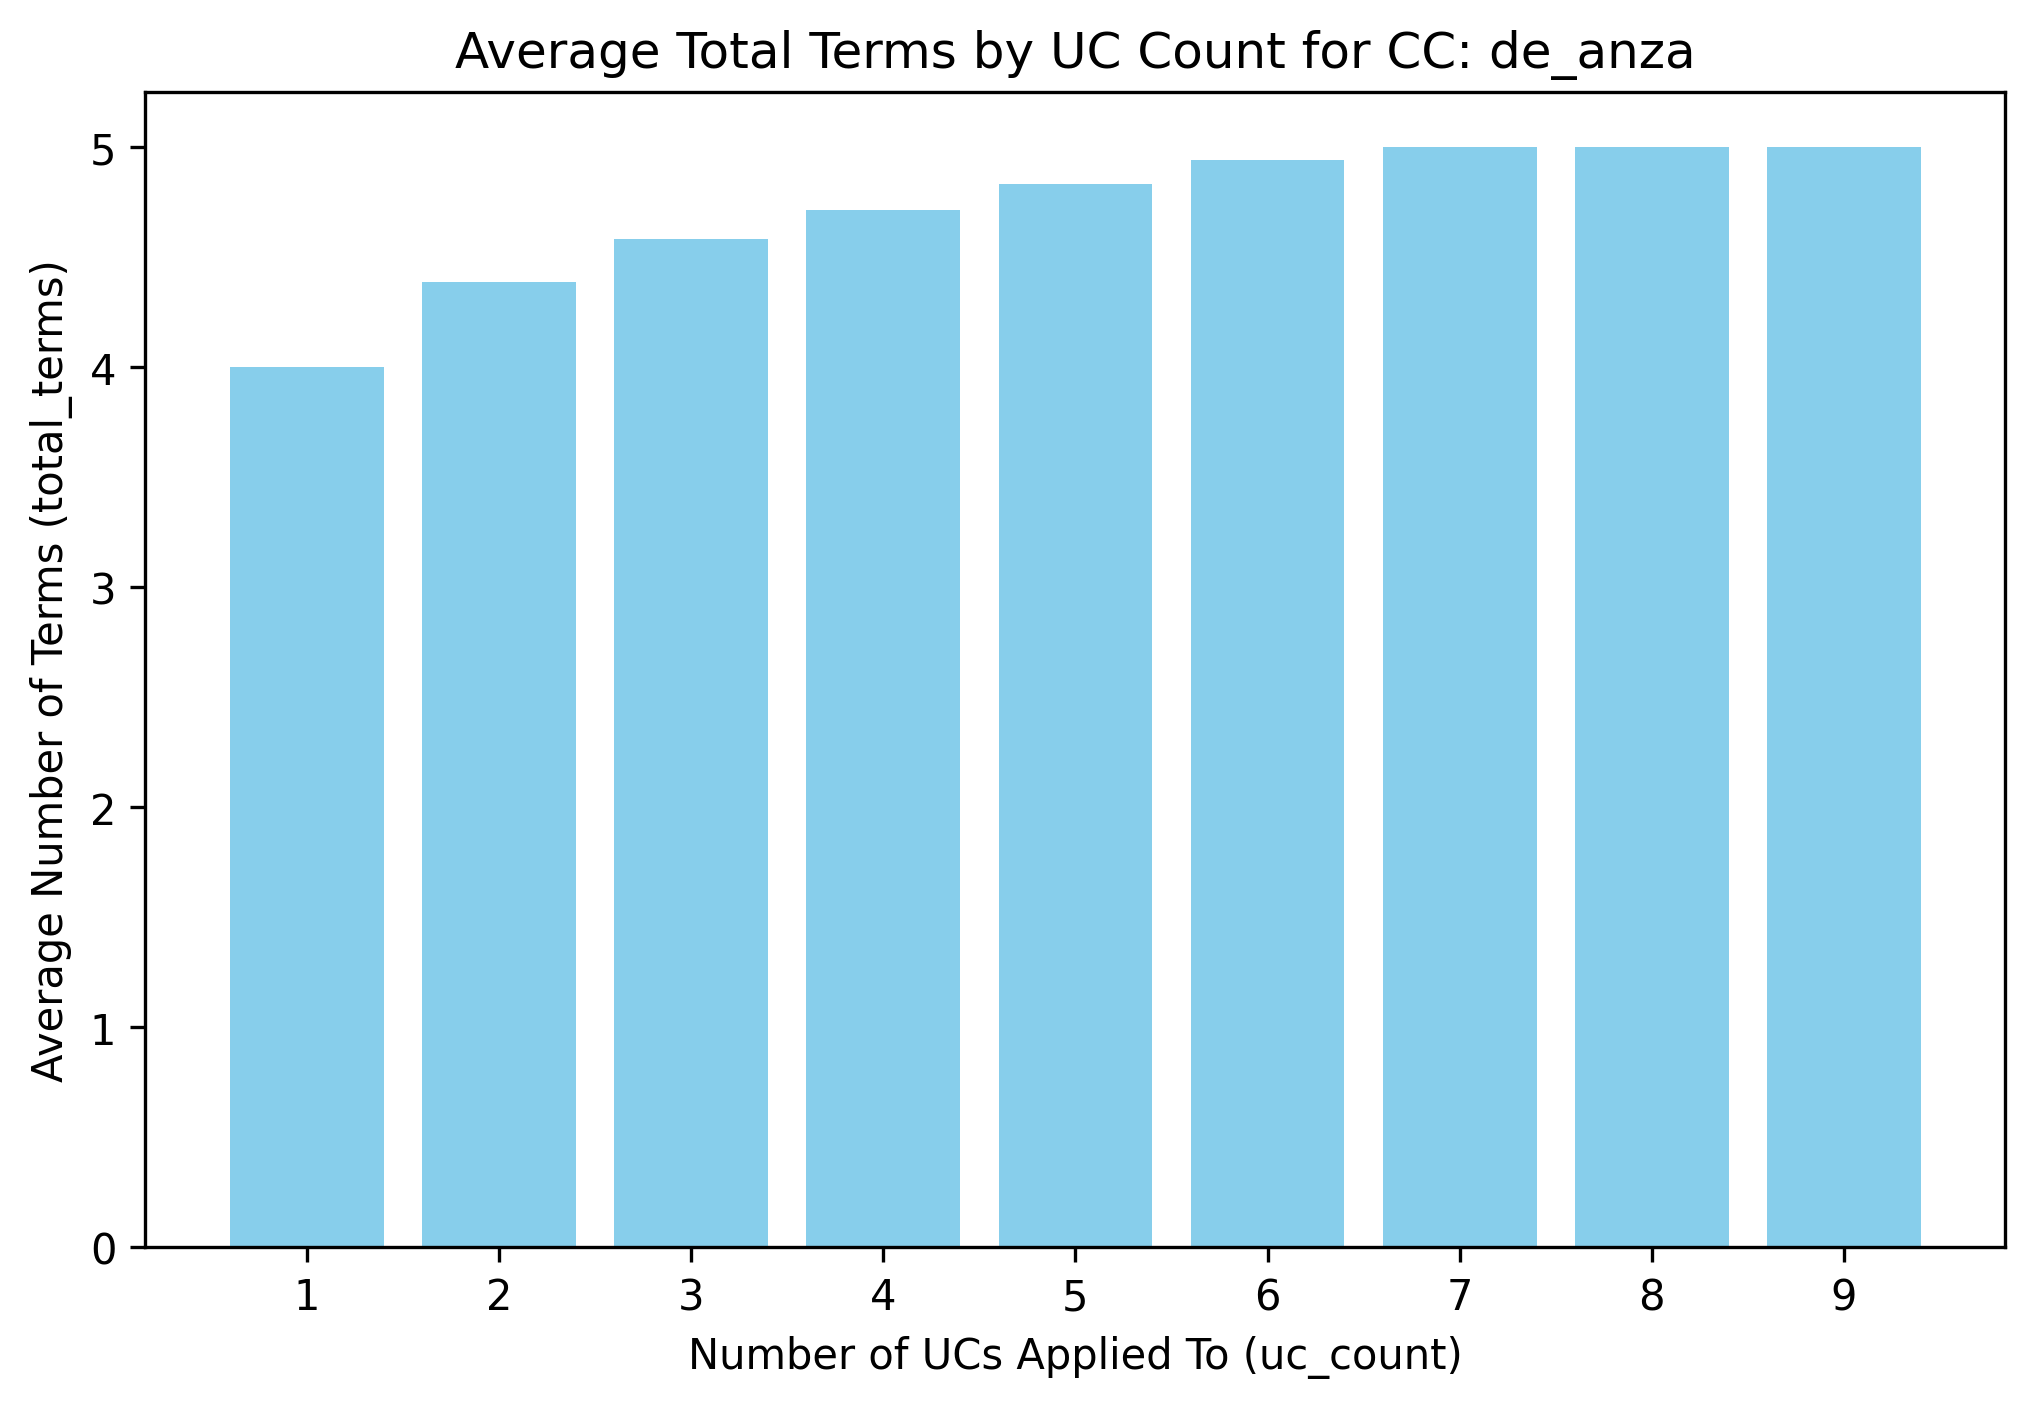 Average Total Terms by UC Count for CC: de_anza
Average Number of Terms (total_terms)
5
4
3
2
1
0
1 2 3 4 5 6 7 8 9
Number of UCs Applied To (uc_count)